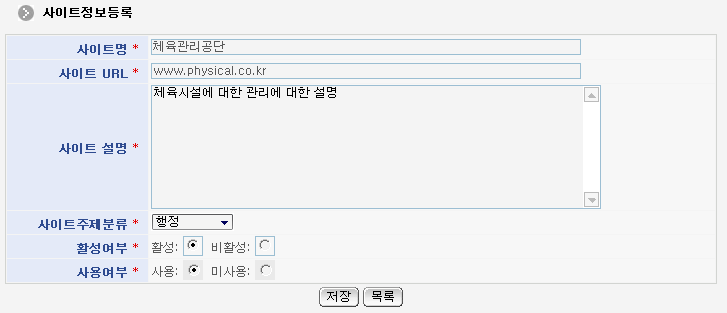 사이트정보등록
사이트명 * 체육관리공단
사이트 URL * www.physical.co.kr
사이트 설명 * 체육시설에 대한 관리에 대한 설명
사이트주제분류 * 행정
활성여부 * 활성: 비활성:
사용여부 * 사용: 미사용:
저장 목록